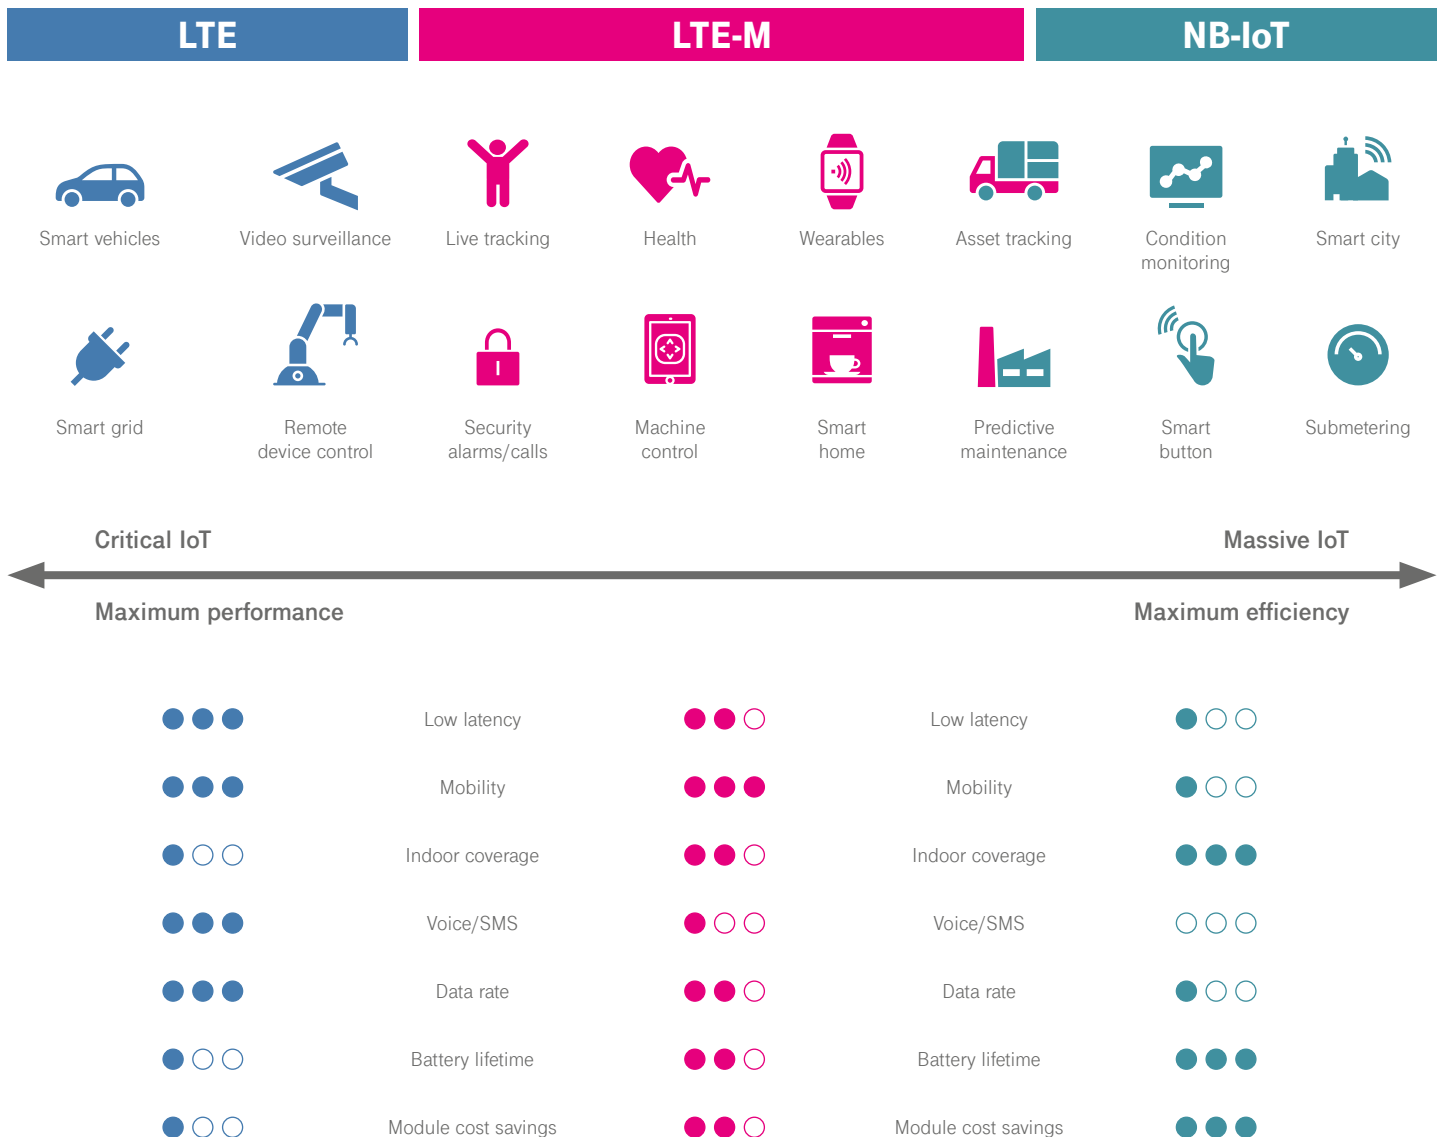 LTE
LTE-M
NB-IoT
Smart vehicles
Video surveillance
Live tracking
Health
Wearables
Asset tracking
Condition
monitoring
Smart city
Smart grid
Remote
device control
Security
alarms/calls
Machine
control
Smart
home
Predictive
maintenance
Smart
button
Submetering
Critical IoT
Massive IoT
Maximum performance
Maximum efficiency
Low latency
Low latency
Mobility
Mobility
Indoor coverage
Indoor coverage
Voice/SMS
Voice/SMS
Data rate
Data rate
Battery lifetime
Battery lifetime
Module cost savings
Module cost savings